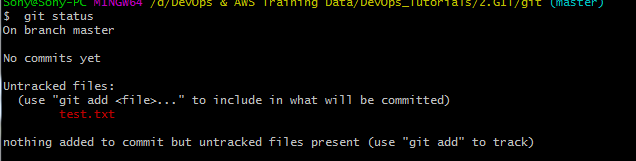 Sony@Sony-PC MINGW64 /d/DevOps & AWS Training Data/DevOps_Tutorials/2.GIT/git (master)
$  git status
On branch master
No commits yet
Untracked files:
(use "git add <file>..." to include in what will be committed)
test.txt
nothing added to commit but untracked files present (use "git add" to track)